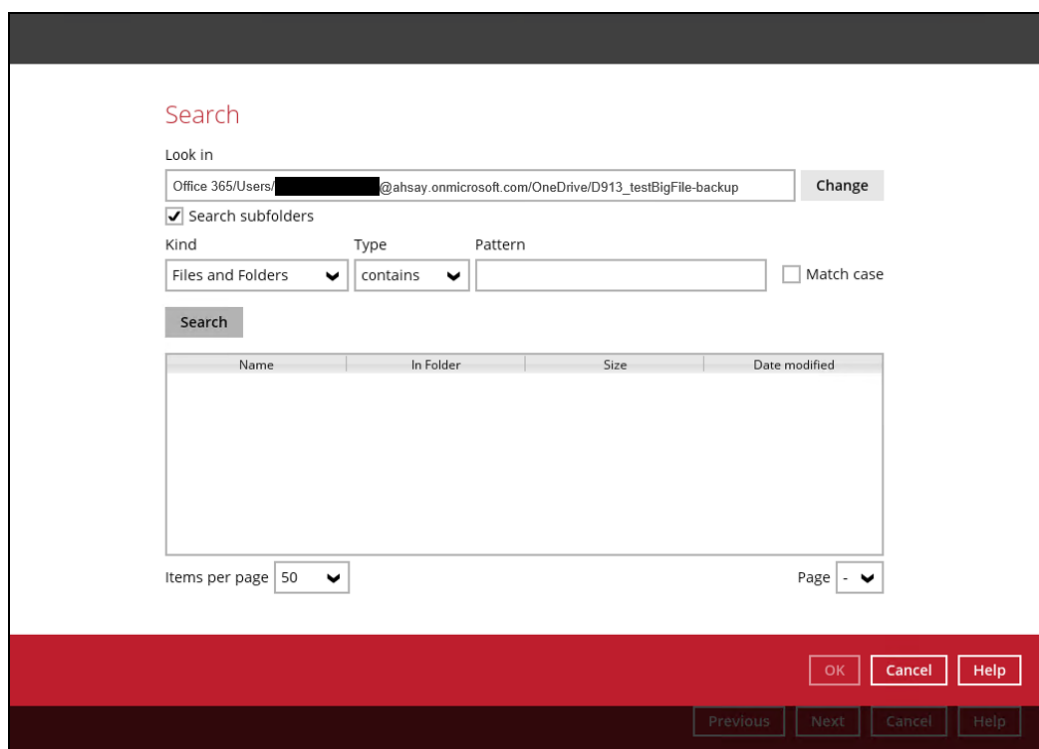 Search
Look in
Office 365/Users/ @ahsay.onmicrosoft.com/OneDrive/D913_testBigFile-backup Change
Search subfolders
Kind Type Pattern
Files and Folders contains Match case
Search
Name In Folder Size Date modified
Items per page 50 Page -
OK Cancel Help
Previous Next Cancel Help